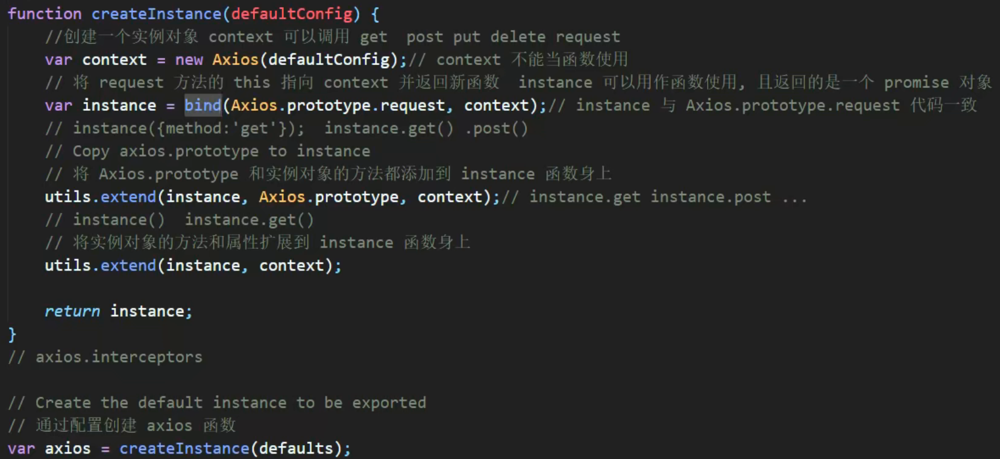 function createInstance(defaultConfig) {
//创建一个实例对象 context 可以调用 get  post put delete request
var context = new Axios(defaultConfig);// context 不能当函数使用
// 将 request 方法的 this 指向 context 并返回新函数  instance 可以用作函数使用, 且返回的是一个 promise 对象
var instance = bind(Axios.prototype.request, context);// instance 与 Axios.prototype.request 代码一致
// instance({method:'get'});  instance.get() .post()
// Copy axios.prototype to instance
// 将 Axios.prototype 和实例对象的方法都添加到 instance 函数身上
utils.extend(instance, Axios.prototype, context);// instance.get instance.post ...
// instance()  instance.get()
// 将实例对象的方法和属性扩展到 instance 函数身上
utils.extend(instance, context);
return instance;
}
// axios.interceptors
// Create the default instance to be exported
// 通过配置创建 axios 函数
var axios = createInstance(defaults);